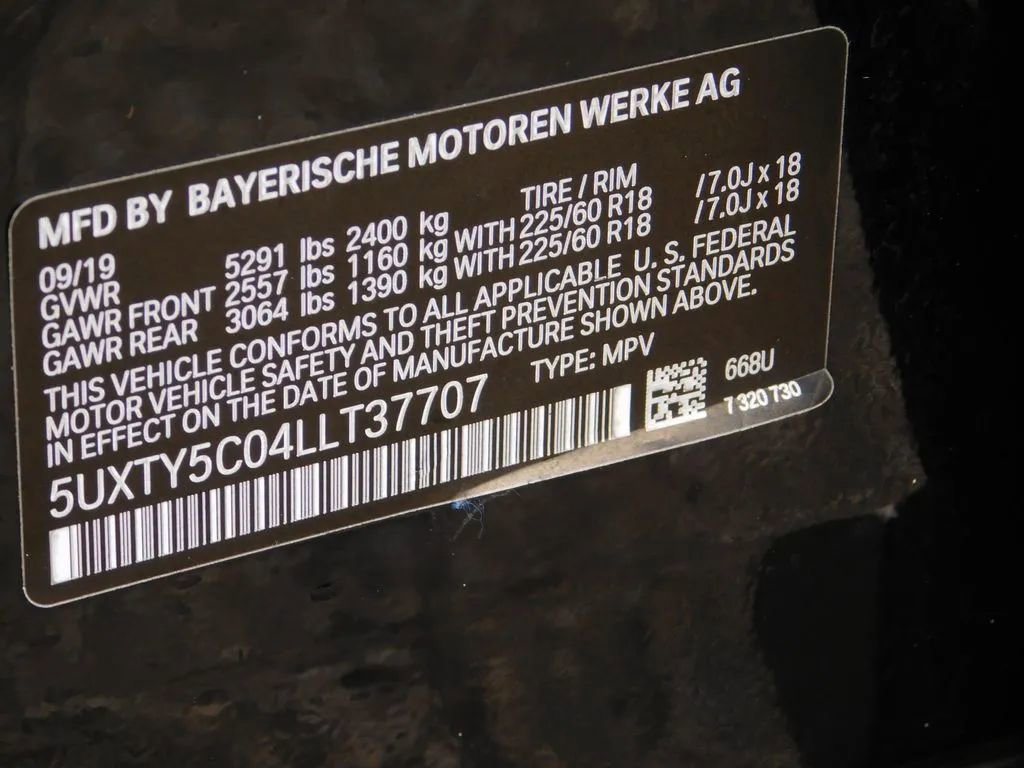 MFD BY BAYERISCHE MOTOREN WERKE AG
09/19 TIRE / RIM
GVWR 5291 lbs 2400 kg
GAWR FRONT 2557 lbs 1160 kg WITH 225/60 R18 /7.0J x 18
GAWR REAR 3064 lbs 1390 kg WITH 225/60 R18 /7.0J x 18
THIS VEHICLE CONFORMS TO ALL APPLICABLE U. S. FEDERAL
MOTOR VEHICLE SAFETY AND THEFT PREVENTION STANDARDS
IN EFFECT ON THE DATE OF MANUFACTURE SHOWN ABOVE.
5UXTY5C04LLT37707 TYPE: MPV 668U
7 320 730